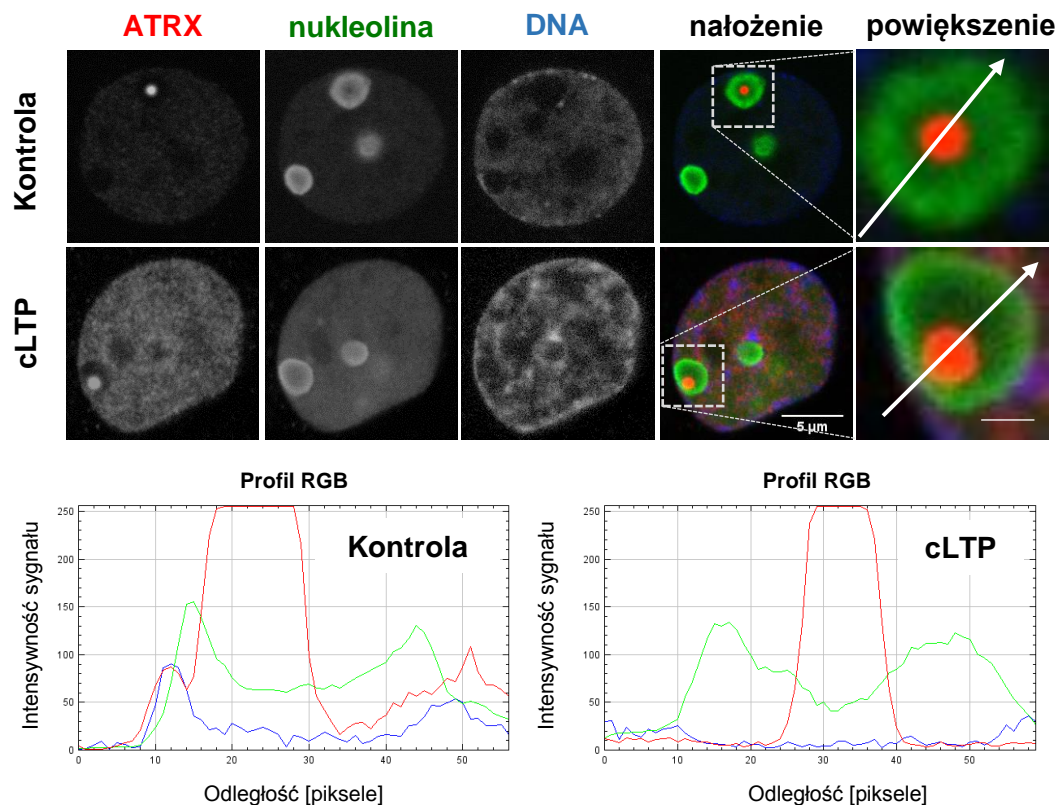 ATRX nukleolina DNA nałożenie powiększenie
Kontrola
cLTP
5 µm
Profil RGB
Intensywność sygnału
250
200
150
100
50
0
Kontrola
0 10 20 30 40 50
Odległość [piksele]
Profil RGB
Intensywność sygnału
250
200
150
100
50
0
cLTP
0 10 20 30 40 50
Odległość [piksele]